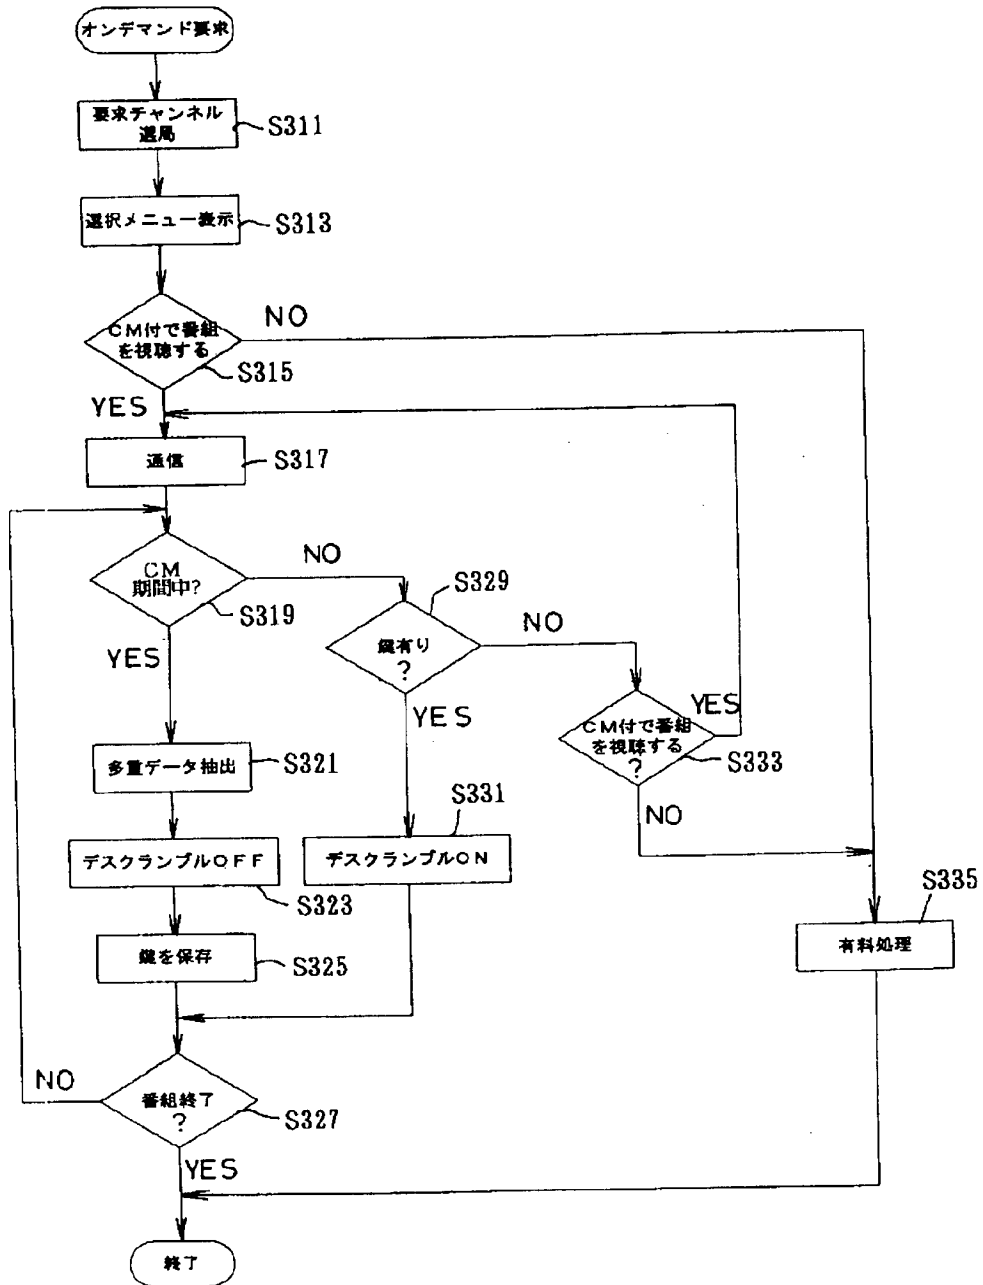 オンデマンド要求
要求チャンネル
選局
S311
選択メニュー表示
S313
CM付で番組
を視聴する
NO
S315
YES
通信
S317
CM
期間中?
NO
S319
YES
S329
鍵有り
?
NO
YES
CM付で番組
を視聴する
?
YES
S333
NO
多重データ抽出
S321
デスクランブルOFF
S323
S331
デスクランブルON
鍵を保存
S325
S335
有料処理
番組終了
?
NO
S327
YES
終了